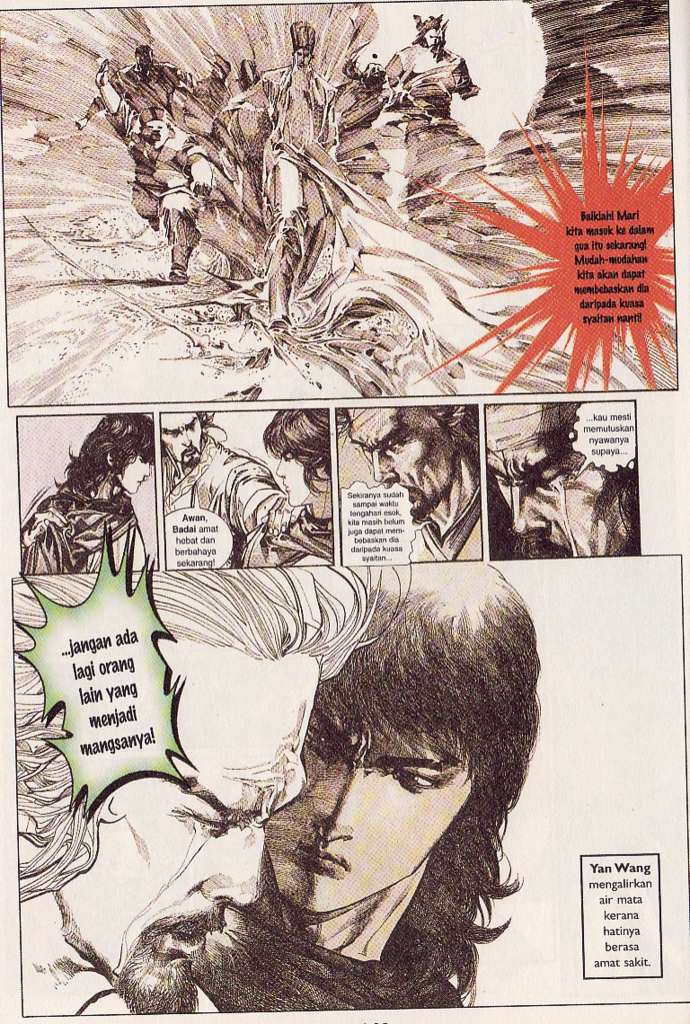 Baiklah! Mari
kita masuk ke dalam
gua itu sekarang!
Mudah-mudahan
kita akan dapat
membebaskan dia
daripada kuasa
syaitan nanti!
Awan,
Badai amat
hebat dan
berbahaya
sekarang!
Sekiranya sudah
sampai waktu
tengahari esok,
kita masih belum
juga dapat mem-
bebaskan dia
daripada kuasa
syaitan...
...kau mesti
memutuskan
nyawanya
supaya...
...jangan ada
lagi orang
lain yang
menjadi
mangsanya!
Yan Wang
mengalirkan
air mata
kerana
hatinya
berasa
amat sakit.